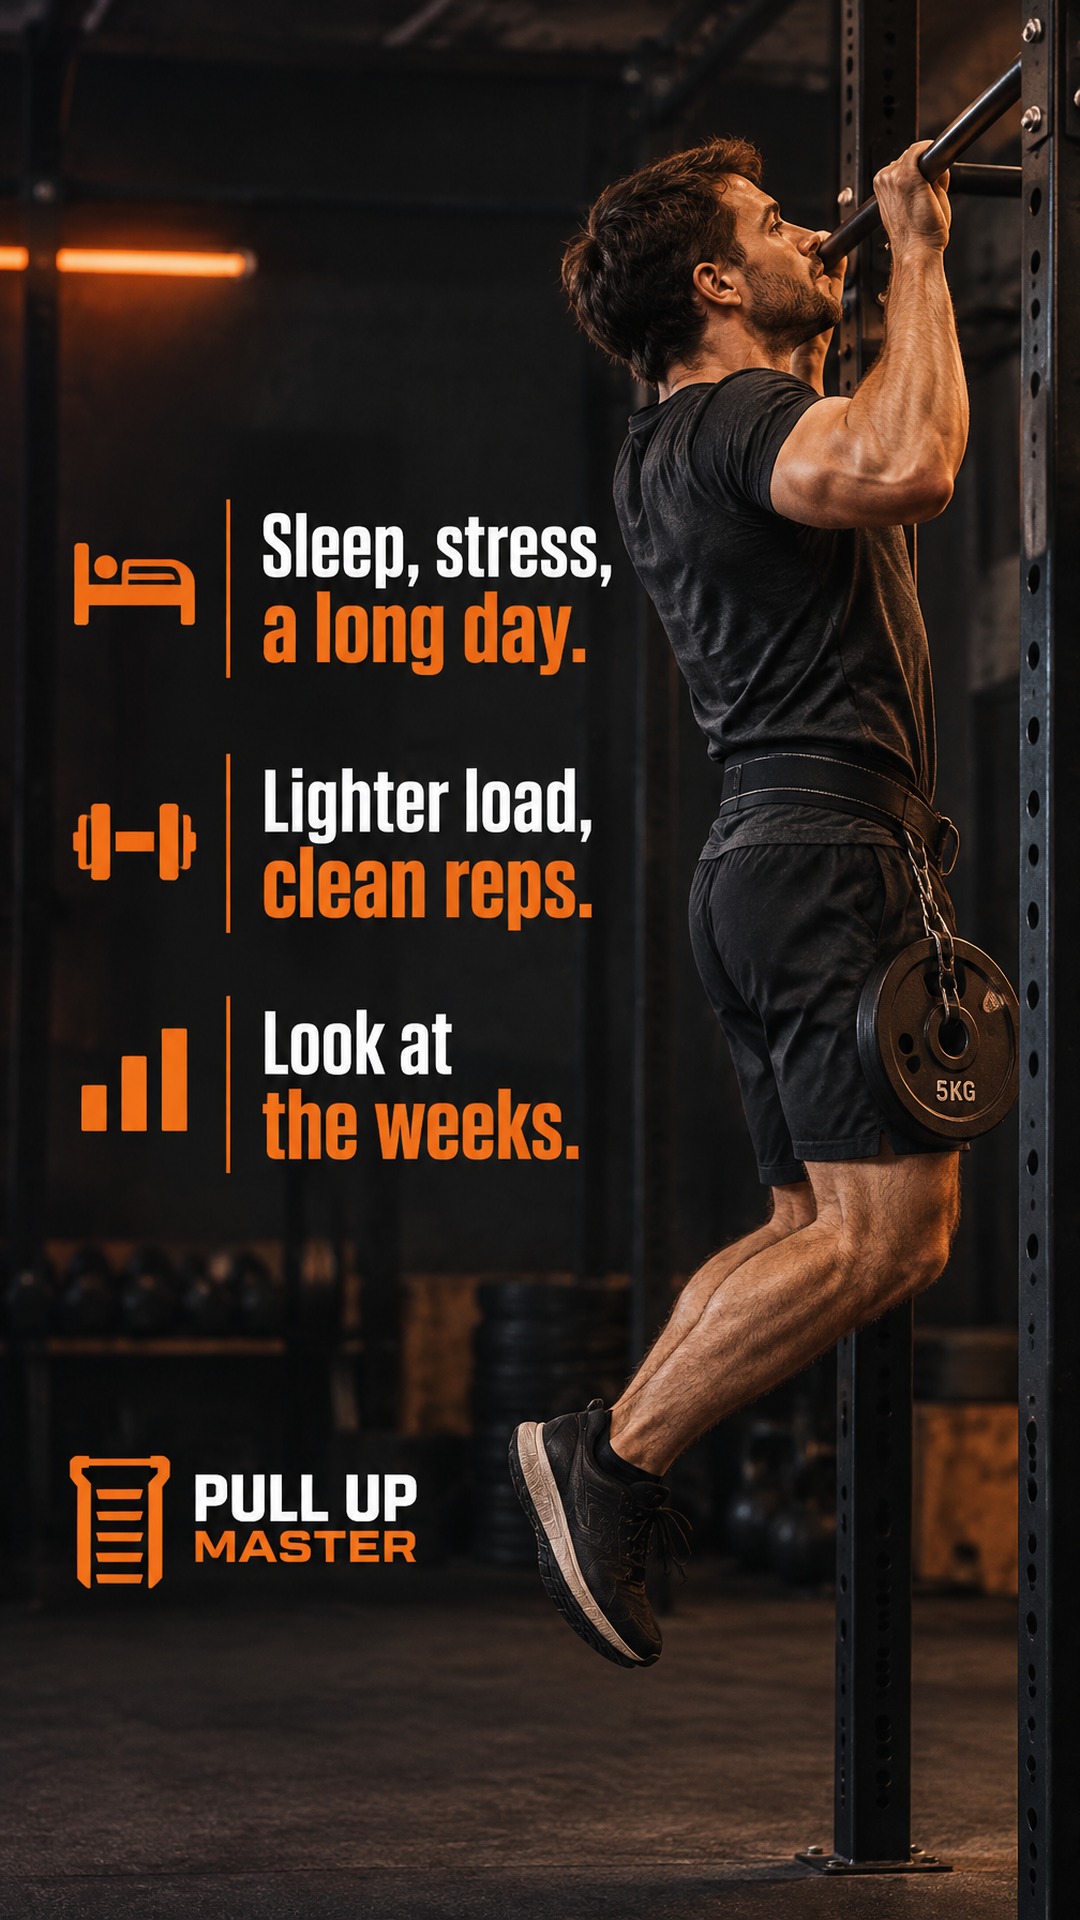 Sleep, stress,
a long day.
Lighter load,
clean reps.
Look at
the weeks.
5KG
PULL UP
MASTER